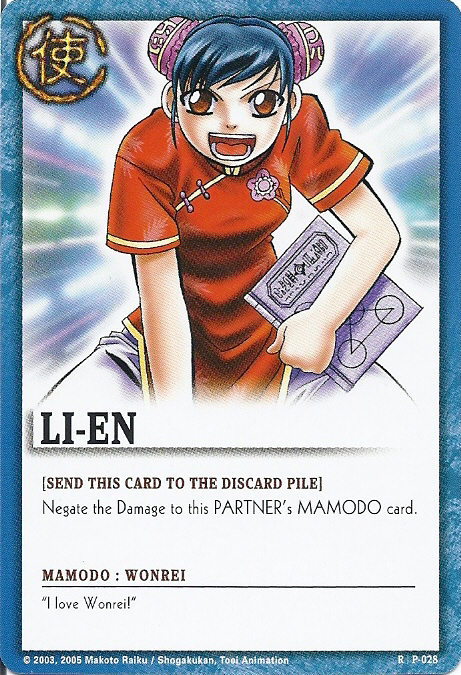 使
LI-EN
[SEND THIS CARD TO THE DISCARD PILE]
Negate the Damage to this PARTNER's MAMODO card.
MAMODO : WONREI
"I love Wonrei!"
© 2003, 2005 Makoto Raiku / Shogakukan, Toei Animation
R P-028